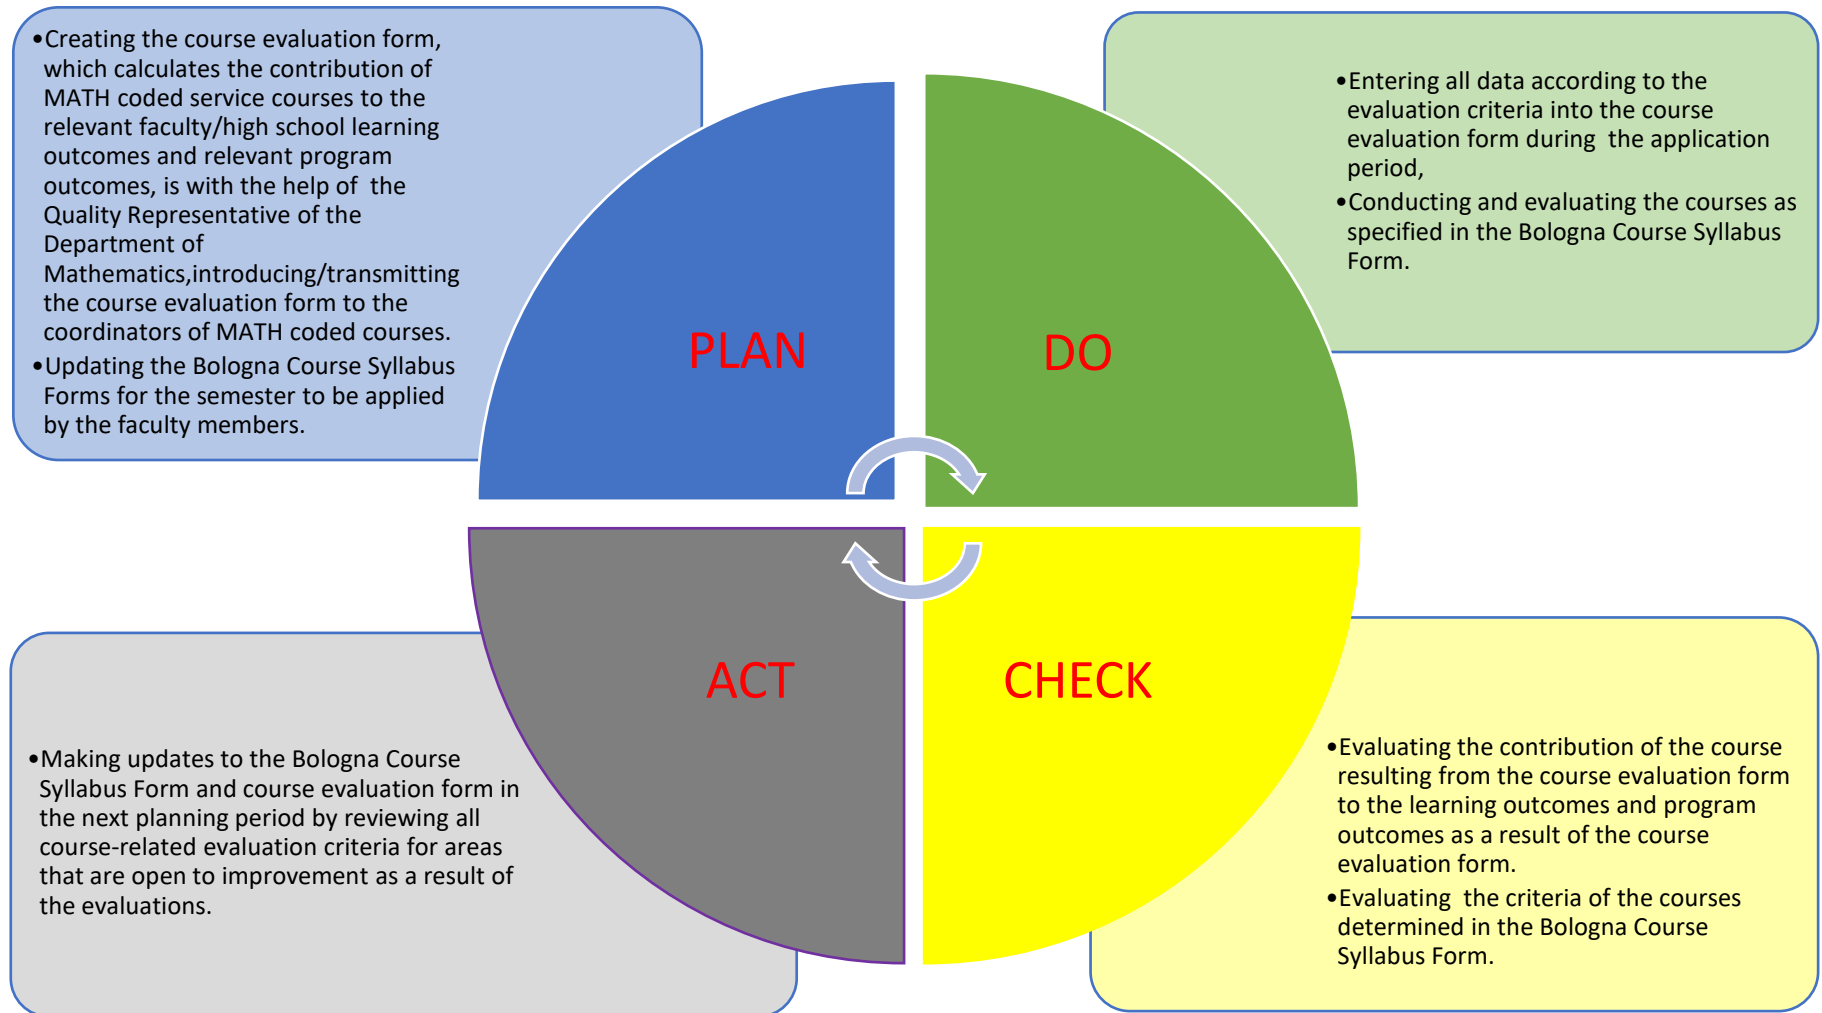 •Creating the course evaluation form,
which calculates the contribution of
MATH coded service courses to the
relevant faculty/high school learning
outcomes and relevant program
outcomes, is with the help of  the
Quality Representative of the
Department of
Mathematics,introducing/transmitting
the course evaluation form to the
coordinators of MATH coded courses.
•Updating the Bologna Course Syllabus
Forms for the semester to be applied
by the faculty members.
PLAN
•Entering all data according to the
evaluation criteria into the course
evaluation form during  the application
period,
•Conducting and evaluating the courses as
specified in the Bologna Course Syllabus
Form.
DO
•Making updates to the Bologna Course
Syllabus Form and course evaluation form in
the next planning period by reviewing all
course-related evaluation criteria for areas
that are open to improvement as a result of
the evaluations.
ACT
CHECK
•Evaluating the contribution of the course
resulting from the course evaluation form
to the learning outcomes and program
outcomes as a result of the course
evaluation form.
•Evaluating  the criteria of the courses
determined in the Bologna Course
Syllabus Form.